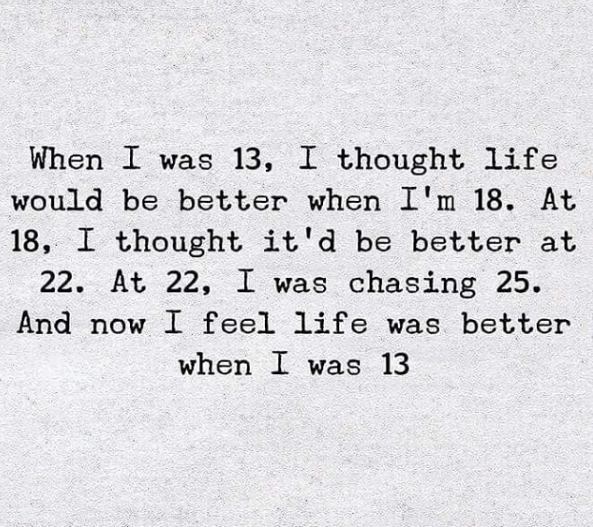 When I was 13, I thought life
would be better when I'm 18. At
18, I thought it'd be better at
22. At 22, I was chasing 25.
And now I feel life was better
when I was 13